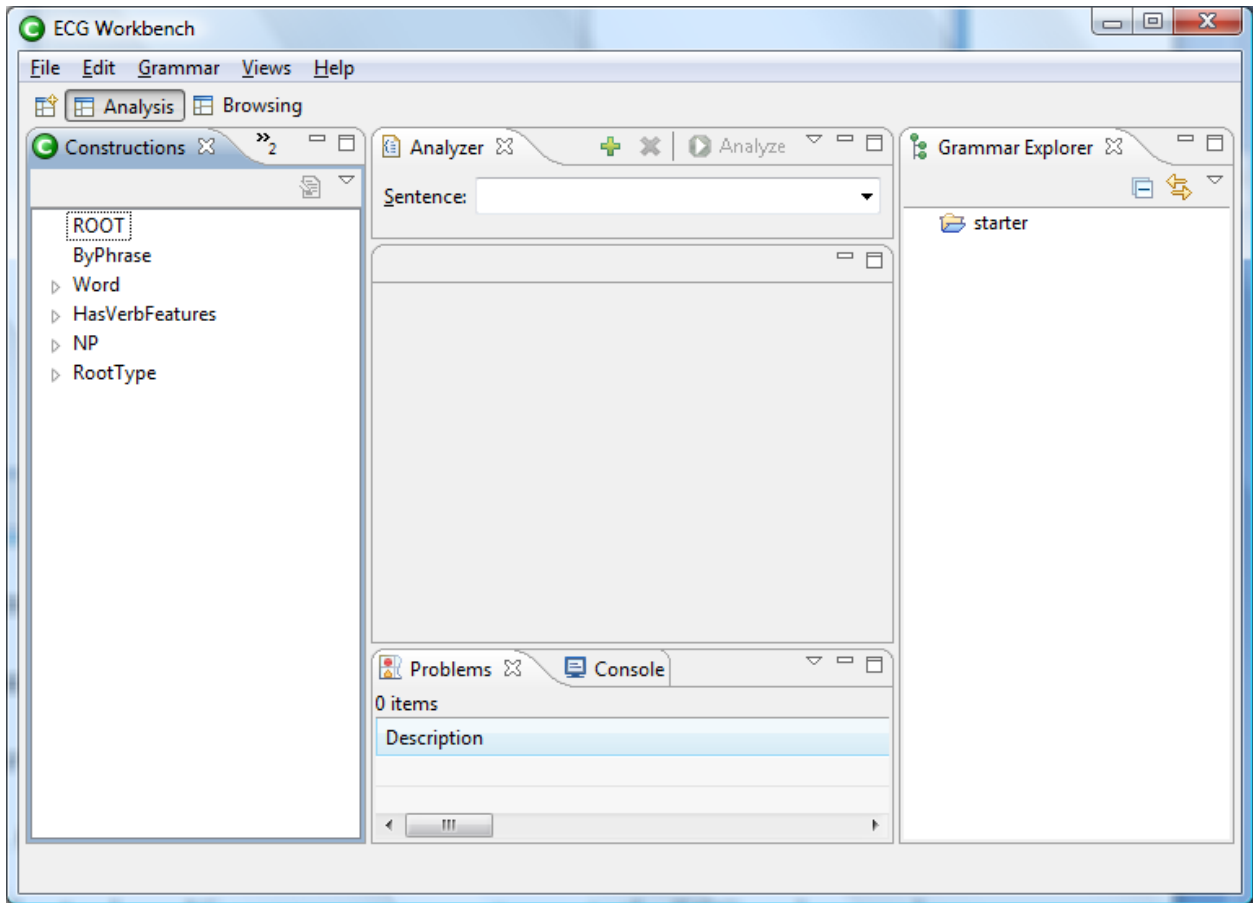 ECG Workbench
File Edit Grammar Views Help
Analysis Browsing
Constructions »2
ROOT
ByPhrase
Word
HasVerbFeatures
NP
RootType
Analyzer Analyze
Sentence:
Problems Console
0 items
Description
Grammar Explorer
starter